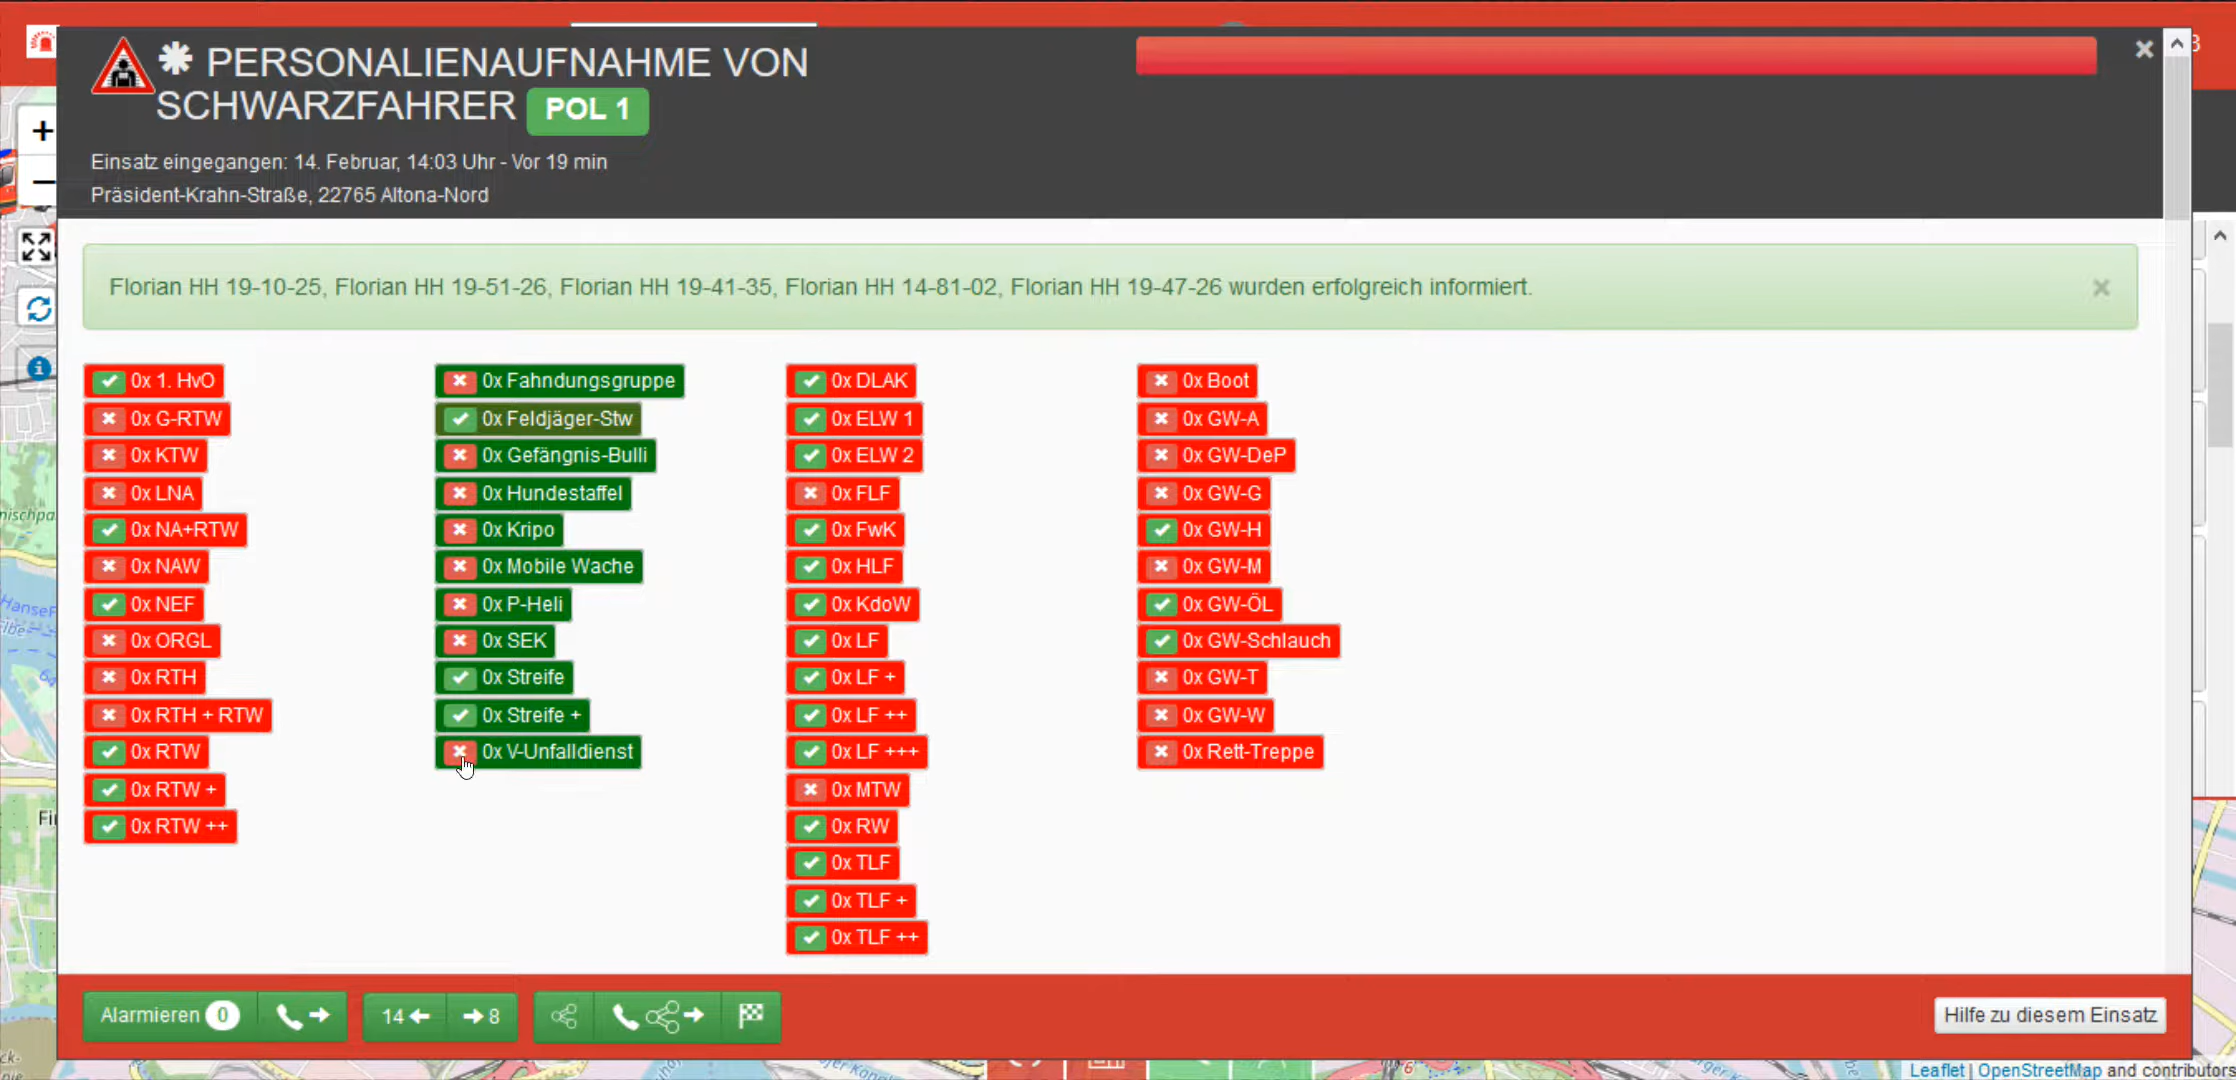 PERSONALIENAUFNAHME VON
SCHWARZFAHRER POL 1
Einsatz eingegangen: 14. Februar, 14:03 Uhr - Vor 19 min
Präsident-Krahn-Straße, 22765 Altona-Nord
Florian HH 19-10-25, Florian HH 19-51-26, Florian HH 19-41-35, Florian HH 14-81-02, Florian HH 19-47-26 wurden erfolgreich informiert.
0x 1. HvO
0x G-RTW
0x KTW
0x LNA
0x NA+RTW
0x NAW
0x NEF
0x ORGL
0x RTH
0x RTH + RTW
0x RTW
0x RTW +
0x RTW ++
0x Fahndungsgruppe
0x Feldjäger-Stw
0x Gefängnis-Bulli
0x Hundestaffel
0x Kripo
0x Mobile Wache
0x P-Heli
0x SEK
0x Streife
0x Streife +
0x V-Unfalldienst
0x DLAK
0x ELW 1
0x ELW 2
0x FLF
0x FwK
0x HLF
0x KdoW
0x LF
0x LF +
0x LF ++
0x LF +++
0x MTW
0x RW
0x TLF
0x TLF +
0x TLF ++
0x Boot
0x GW-A
0x GW-DeP
0x GW-G
0x GW-H
0x GW-M
0x GW-ÖL
0x GW-Schlauch
0x GW-T
0x GW-W
0x Rett-Treppe
Alarmieren 0
14
8
Hilfe zu diesem Einsatz
Leaflet | OpenStreetMap and contributors